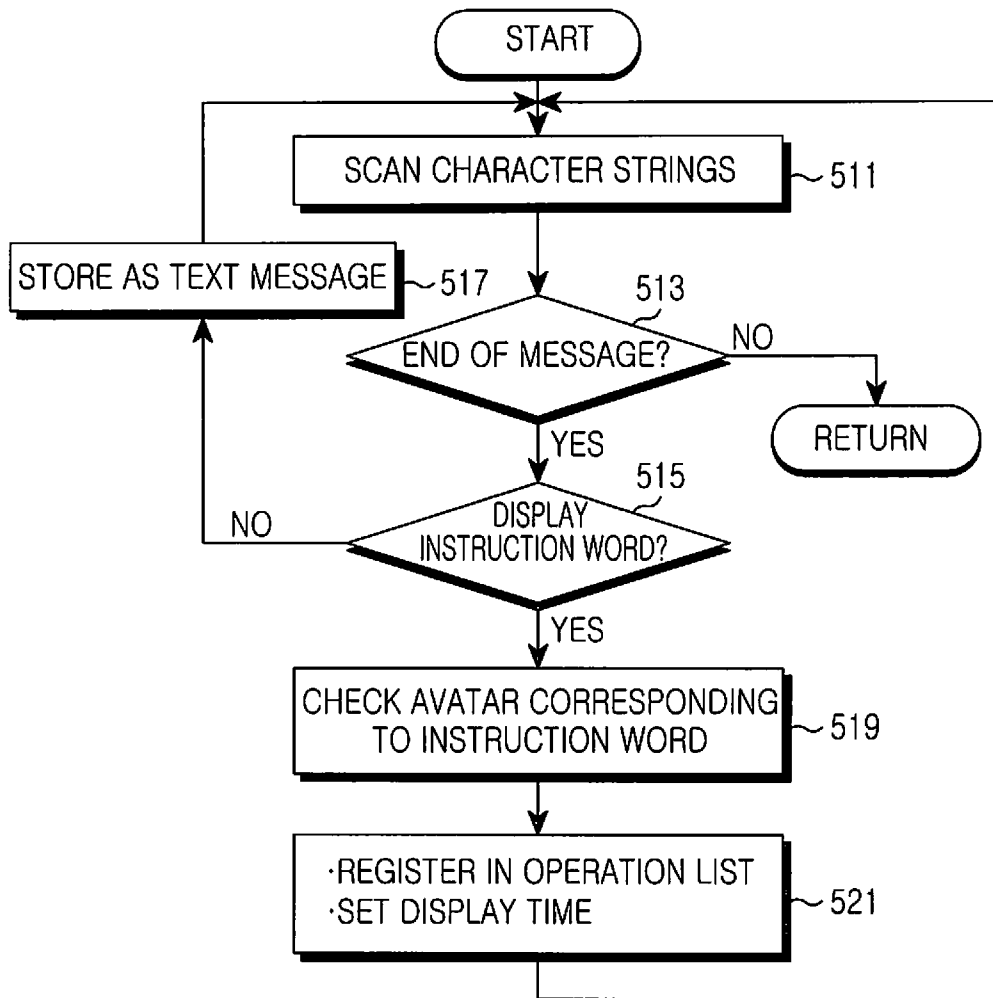 START
SCAN CHARACTER STRINGS
511
STORE AS TEXT MESSAGE
517
513
END OF MESSAGE?
NO
RETURN
YES
515
DISPLAY
INSTRUCTION WORD?
NO
YES
CHECK AVATAR CORRESPONDING
TO INSTRUCTION WORD
519
·REGISTER IN OPERATION LIST
·SET DISPLAY TIME
521